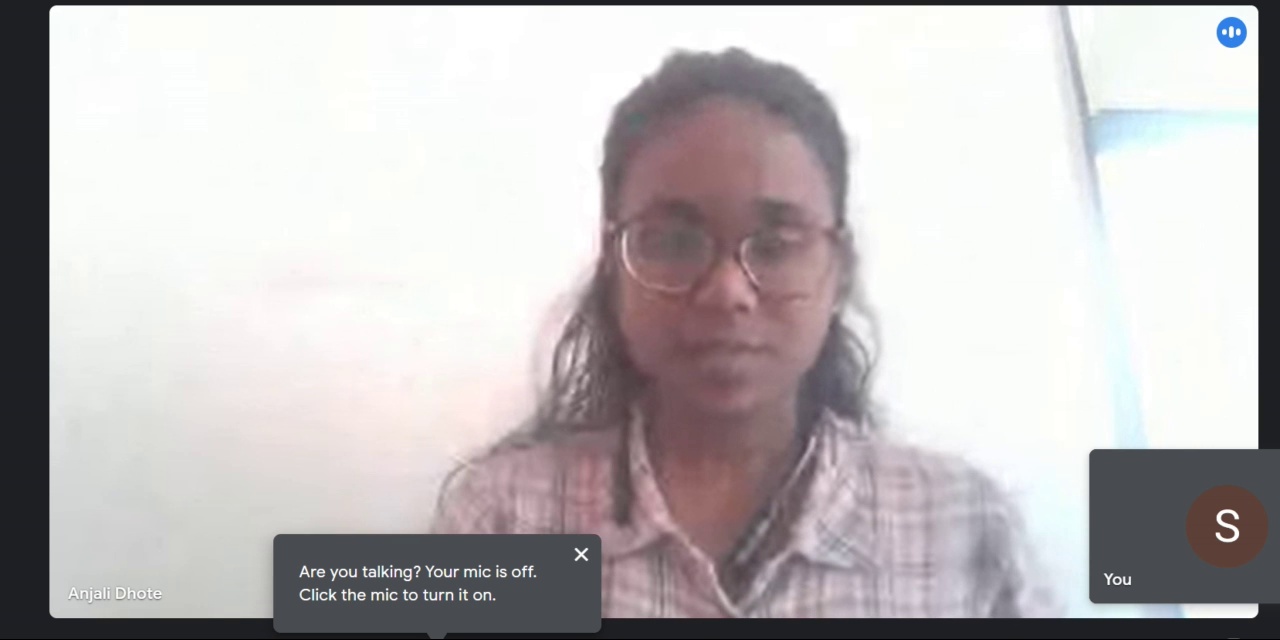 Anjali Dhote
Are you talking? Your mic is off.
Click the mic to turn it on.
S
You